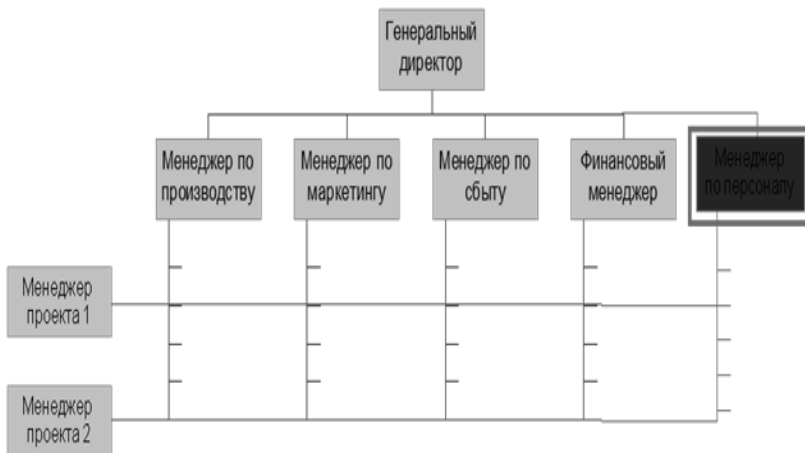 Генеральный
директор
Менеджер по
производству
Менеджер по
маркетингу
Менеджер по
сбыту
Финансовый
менеджер
Менеджер
по персоналу
Менеджер
проекта 1
Менеджер
проекта 2